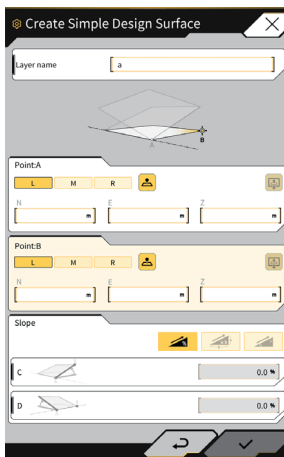 Create Simple Design Surface
Layer name a
A
B
Point:A
L M R
N E Z
m m m
Point:B
L M R
N E Z
m m m
Slope
C 0.0 %
D 0.0 %